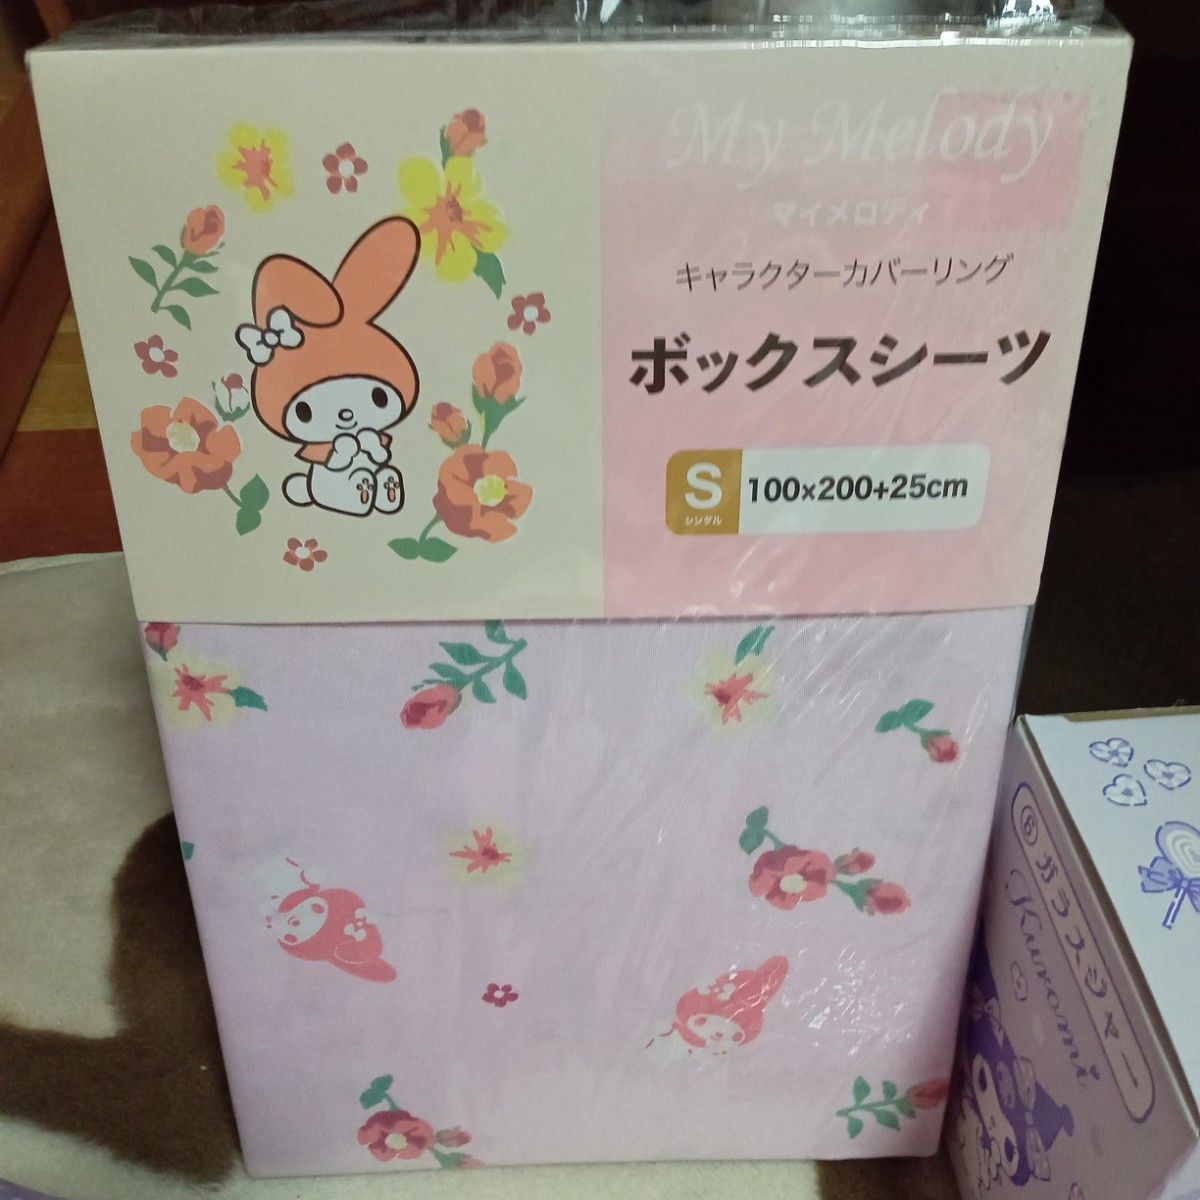 My Melody
マイメロディ
キャラクターカバーリング
ボックスシーツ
S
シングル
100×200+25cm
⑥ ガラスジャー
Kuromi